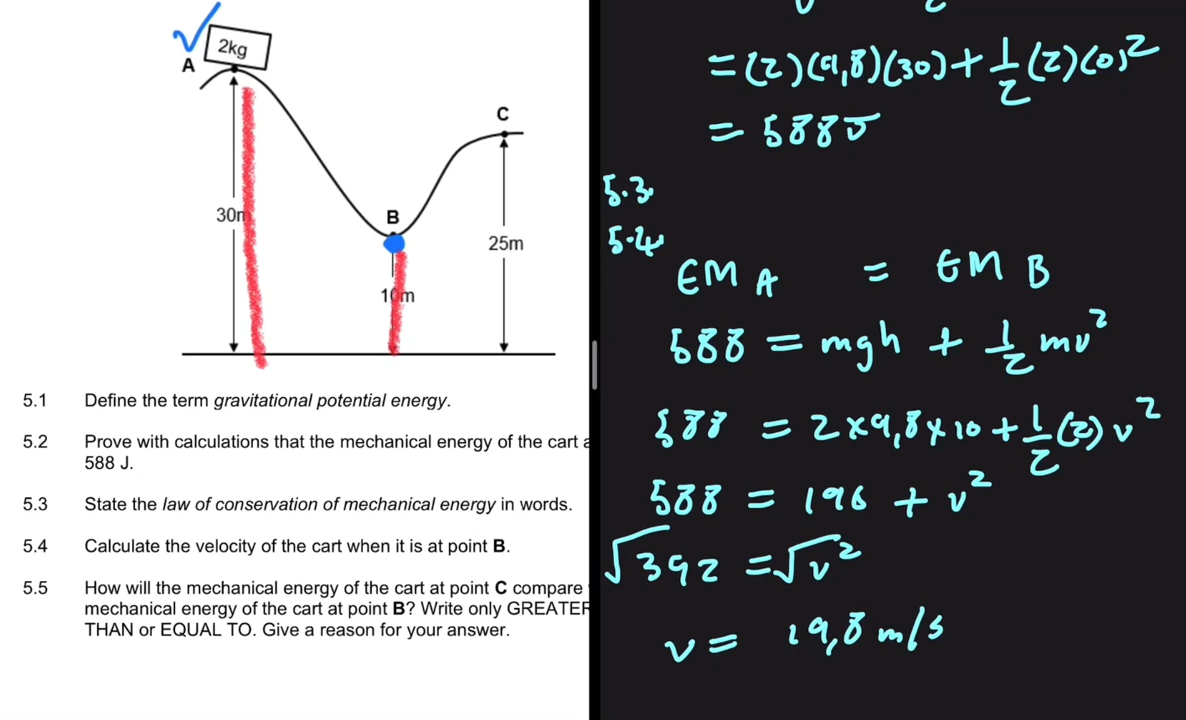 2kg
A
C
30m
B
25m
10m
5.1 Define the term gravitational potential energy.
5.2 Prove with calculations that the mechanical energy of the cart
588 J.
5.3 State the law of conservation of mechanical energy in words.
5.4 Calculate the velocity of the cart when it is at point B.
5.5 How will the mechanical energy of the cart at point C compare
mechanical energy of the cart at point B? Write only GREATER
THAN or EQUAL TO. Give a reason for your answer.
= (2)(9,8)(30) + 1/2 (2)(0)²
= 588J
5.3
5.4
EM A = EM B
588 = mgh + 1/2 mv²
588 = 2×9,8×10 + 1/2 (2) v²
588 = 196 + v²
√392 = √v²
v = 19,8 m/s